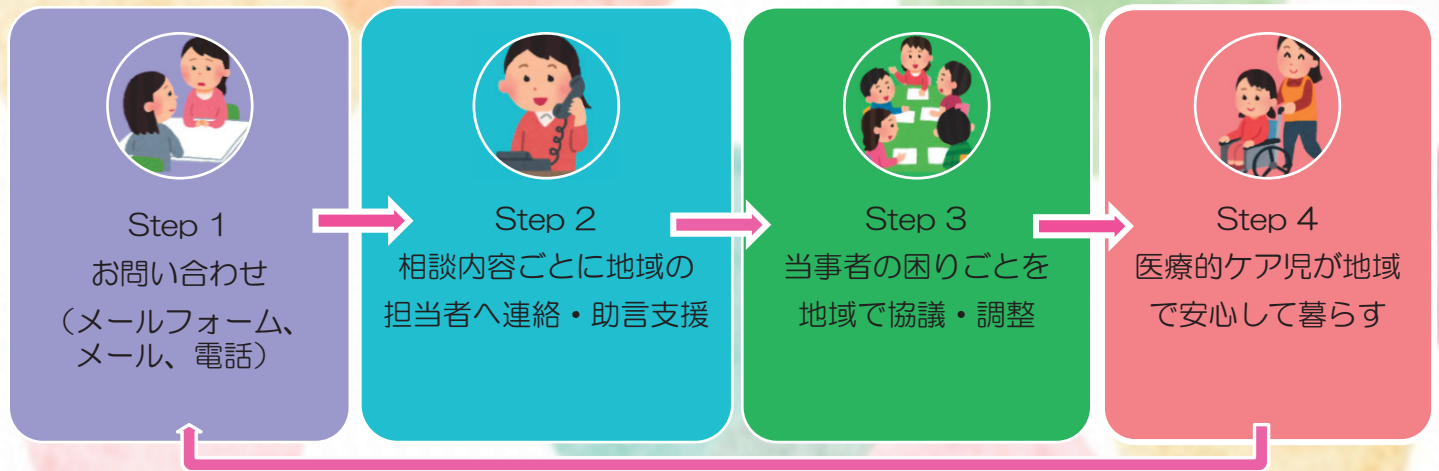 Step 1
お問い合わせ
（メールフォーム、
メール、電話）
Step 2
相談内容ごとに地域の
担当者へ連絡・助言支援
Step 3
当事者の困りごとを
地域で協議・調整
Step 4
医療的ケア児が地域
で安心して暮らす